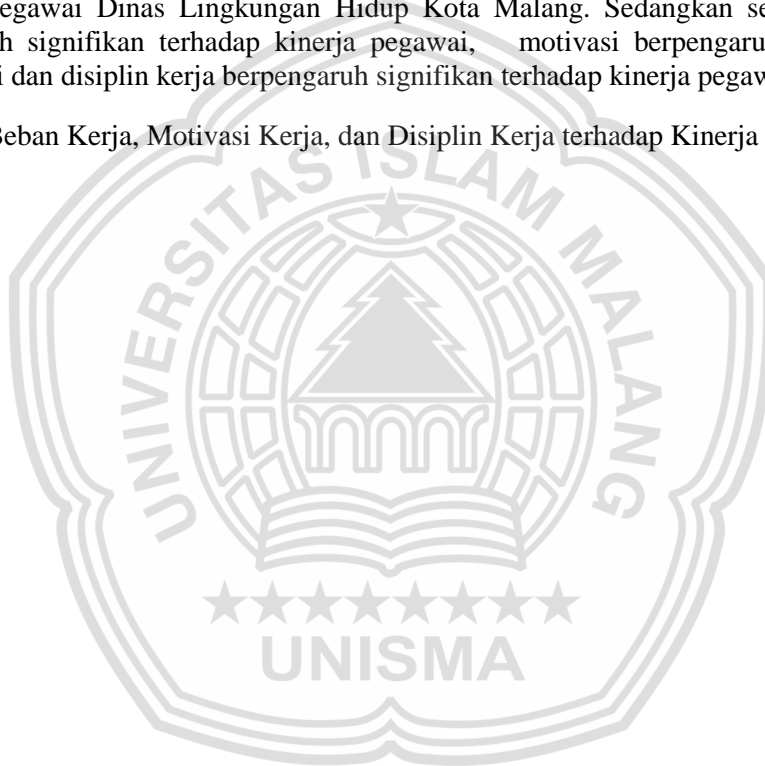 egawai Dinas Lingkungan Hidup Kota Malang. Sedangkan se
h signifikan terhadap kinerja pegawai, motivasi berpengaru
i dan disiplin kerja berpengaruh signifikan terhadap kinerja pegaw
Beban Kerja, Motivasi Kerja, dan Disiplin Kerja terhadap Kinerja
UNIVERSITAS ISLAM MALANG
UNISMA